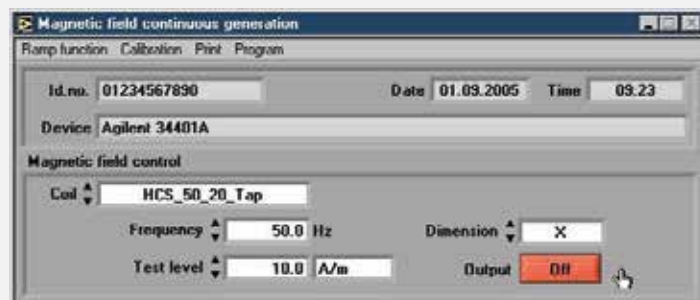 Magnetic field continuous generation
Ramp function Calibration Print Program
Id.no. 01234567890 Date 01.09.2005 Time 09:23
Device Agilent 34401A
Magnetic field control
Coil HCS_50_20_Tap
Frequency 50.0 Hz Dimension X
Test level 10.0 A/m Output Off